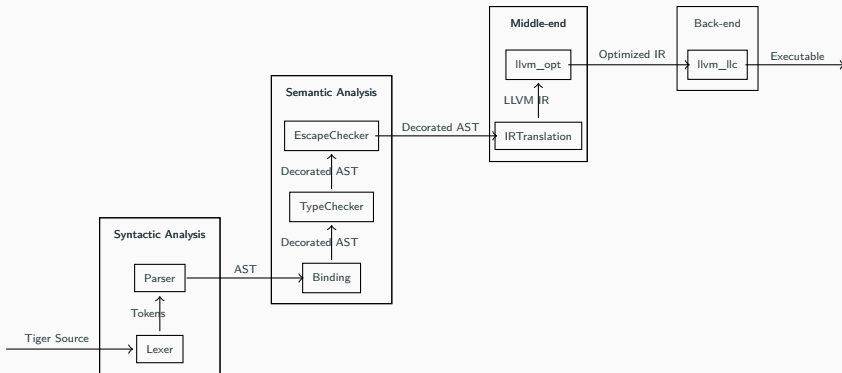 Middle-end
Back-end
llvm_opt
Optimized IR
llvm_llc
Executable
LLVM IR
IRTranslation
Semantic Analysis
EscapeChecker
Decorated AST
Decorated AST
TypeChecker
Decorated AST
Binding
Syntactic Analysis
Parser
AST
Tokens
Tiger Source
Lexer